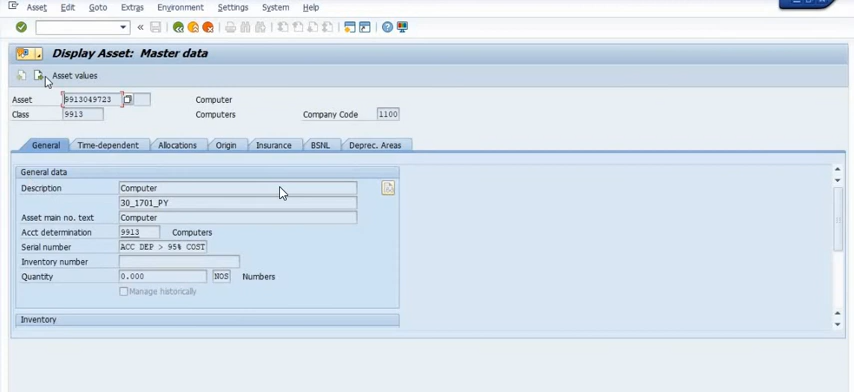 Asset Edit Goto Extras Environment Settings System Help
Display Asset: Master data
Asset values
Asset 9913049723 Computer
Class 9913 Computers Company Code 1100
General Time-dependent Allocations Origin Insurance BSNL Deprec. Areas
General data
Description Computer
30_1701_PY
Asset main no. text Computer
Acct determination 9913 Computers
Serial number ACC DEP > 95% COST
Inventory number
Quantity 0.000 NOS Numbers
Manage historically
Inventory